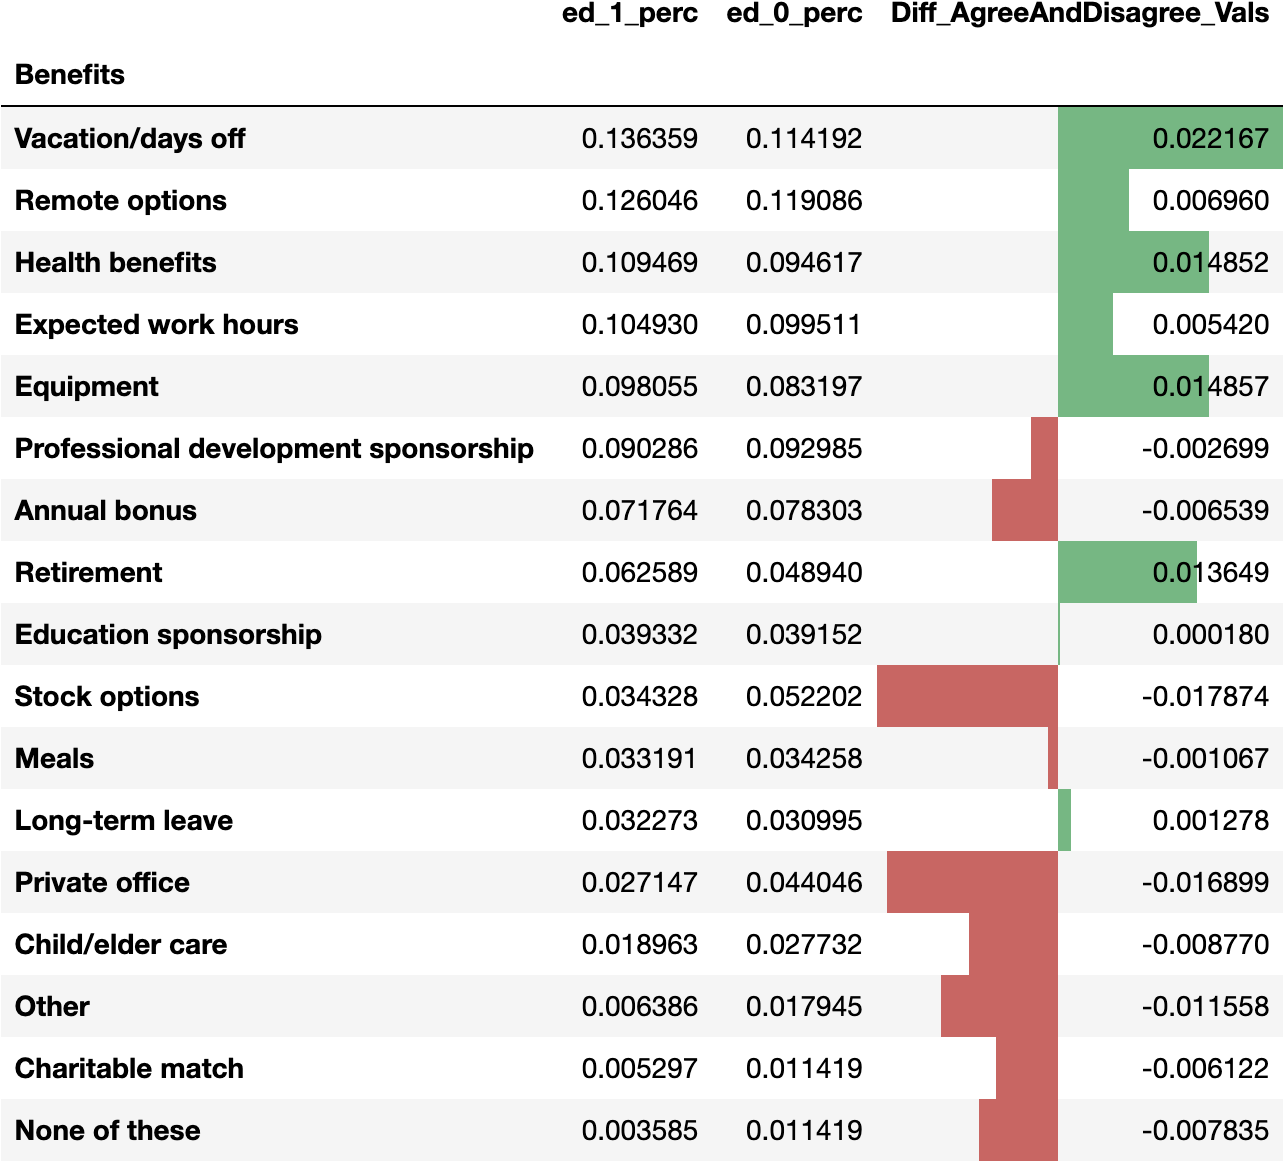 ed_1_perc ed_0_perc Diff_AgreeAndDisagree_Vals
Benefits
Vacation/days off 0.136359 0.114192 0.022167
Remote options 0.126046 0.119086 0.006960
Health benefits 0.109469 0.094617 0.014852
Expected work hours 0.104930 0.099511 0.005420
Equipment 0.098055 0.083197 0.014857
Professional development sponsorship 0.090286 0.092985 -0.002699
Annual bonus 0.071764 0.078303 -0.006539
Retirement 0.062589 0.048940 0.013649
Education sponsorship 0.039332 0.039152 0.000180
Stock options 0.034328 0.052202 -0.017874
Meals 0.033191 0.034258 -0.001067
Long-term leave 0.032273 0.030995 0.001278
Private office 0.027147 0.044046 -0.016899
Child/elder care 0.018963 0.027732 -0.008770
Other 0.006386 0.017945 -0.011558
Charitable match 0.005297 0.011419 -0.006122
None of these 0.003585 0.011419 -0.007835